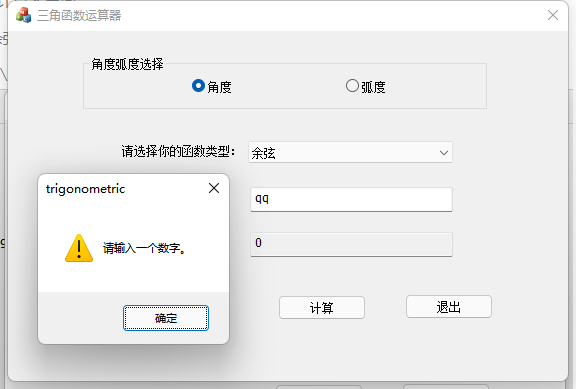 三角函数运算器
角度弧度选择
角度
弧度
请选择你的函数类型：
余弦
trigonometric
qq
请输入一个数字。
0
确定
计算
退出